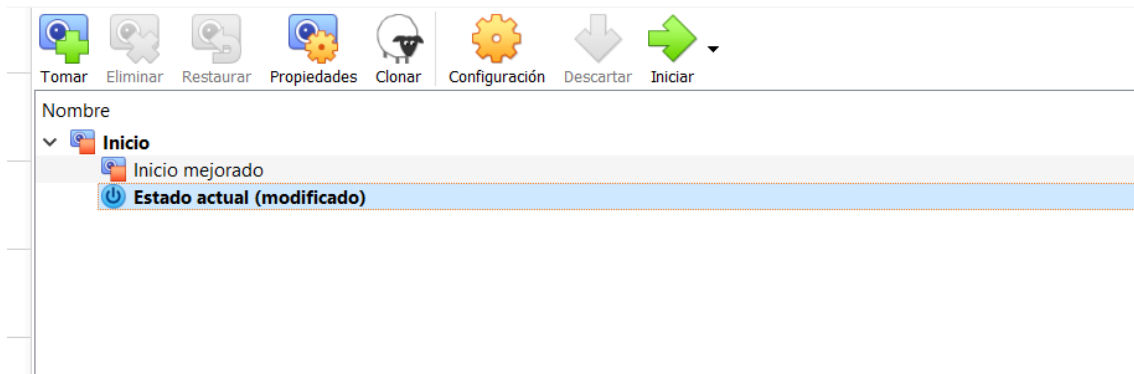 Tomar Eliminar Restaurar Propiedades Clonar Configuración Descartar Iniciar
Nombre
Inicio
Inicio mejorado
Estado actual (modificado)